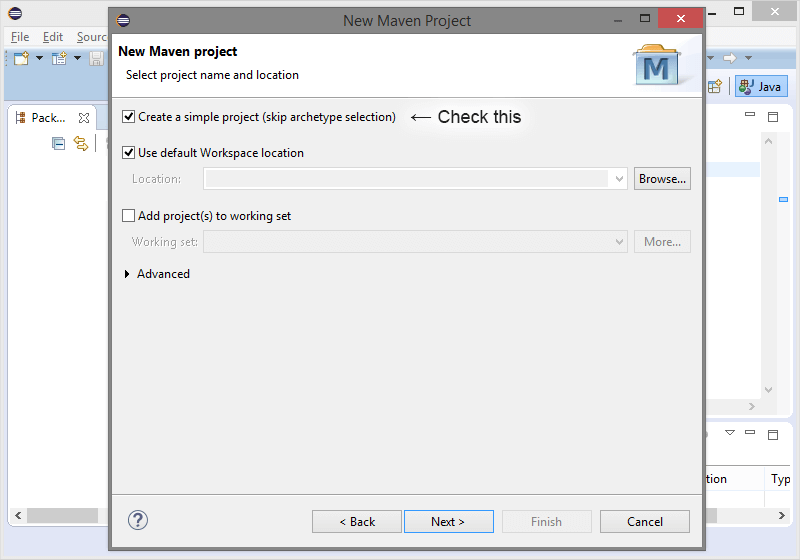 New Maven Project
File Edit Sourc
New Maven project
Select project name and location
M
Java
Pack...
Create a simple project (skip archetype selection)
← Check this
Use default Workspace location
Location:
Browse...
Add project(s) to working set
Working set:
More...
Advanced
tion
Typ
?
< Back
Next >
Finish
Cancel